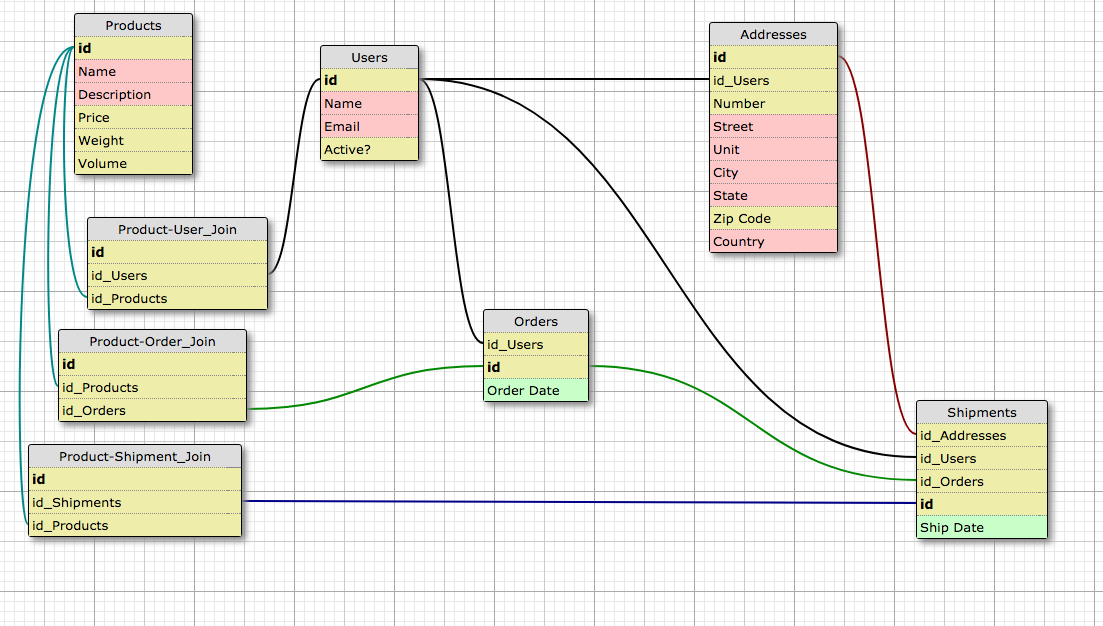 Products
id
Name
Description
Price
Weight
Volume
Users
id
Name
Email
Active?
Addresses
id
id_Users
Number
Street
Unit
City
State
Zip Code
Country
Product-User_Join
id
id_Users
id_Products
Product-Order_Join
id
id_Products
id_Orders
Orders
id_Users
id
Order Date
Product-Shipment_Join
id
id_Shipments
id_Products
Shipments
id_Addresses
id_Users
id_Orders
id
Ship Date